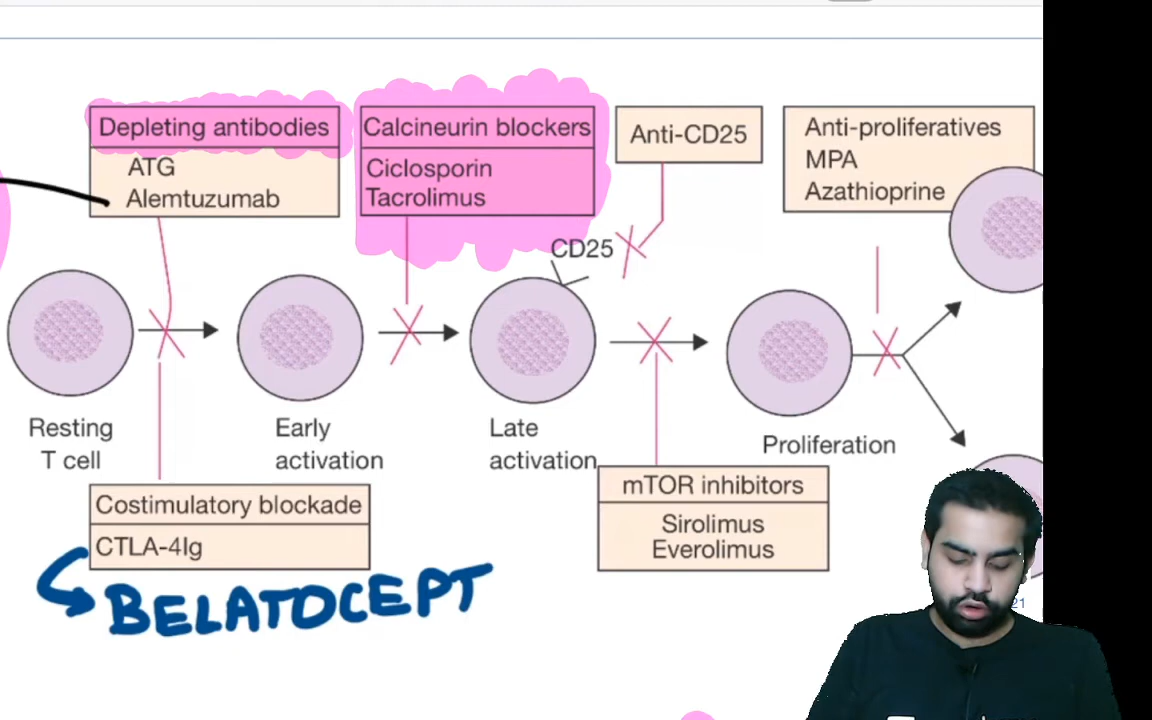 Depleting antibodies
ATG
Alemtuzumab
Calcineurin blockers
Ciclosporin
Tacrolimus
Anti-CD25
Anti-proliferatives
MPA
Azathioprine
CD25
Resting
T cell
Early
activation
Late
activation
Proliferation
Costimulatory blockade
CTLA-4Ig
mTOR inhibitors
Sirolimus
Everolimus
BELATOCEPT
21